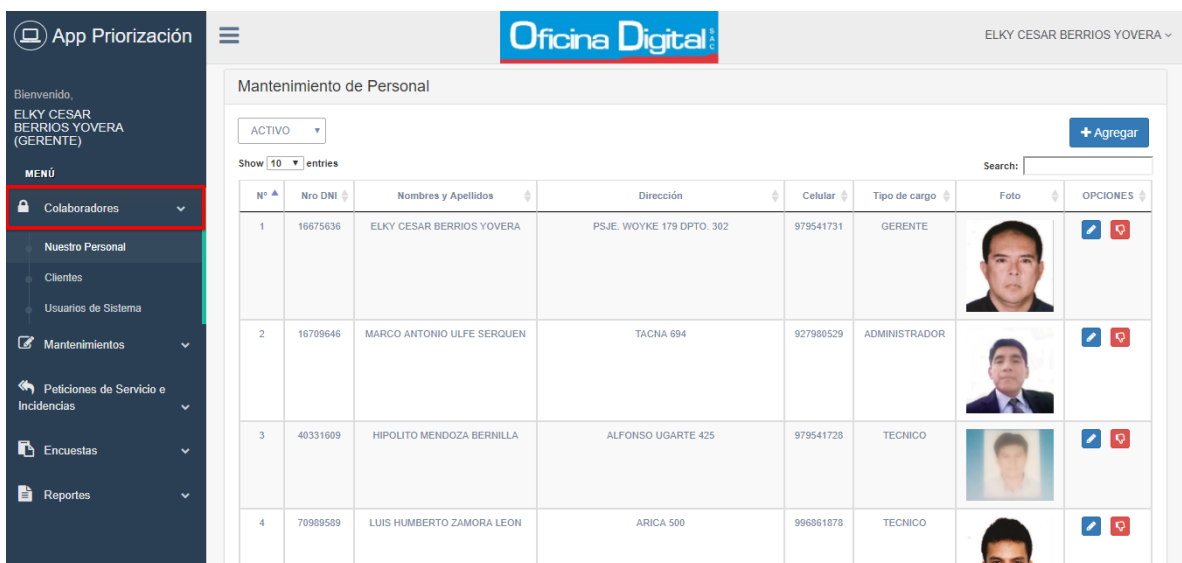 App Priorización
Oficina Digital SAC
ELKY CESAR BERRIOS YOVERA
Bienvenido,
ELKY CESAR
BERRIOS YOVERA
(GERENTE)
MENÚ
Colaboradores
Nuestro Personal
Clientes
Usuarios de Sistema
Mantenimientos
Peticiones de Servicio e
Incidencias
Encuestas
Reportes
Mantenimiento de Personal
ACTIVO
Agregar
Show 10 entries
Search:
Nº Nro DNI Nombres y Apellidos Dirección Celular Tipo de cargo Foto OPCIONES
1 16675636 ELKY CESAR BERRIOS YOVERA PSJE. WOYKE 179 DPTO. 302 979541731 GERENTE
2 16709646 MARCO ANTONIO ULFE SERQUEN TACNA 694 927980529 ADMINISTRADOR
3 40331609 HIPOLITO MENDOZA BERNILLA ALFONSO UGARTE 425 979541728 TECNICO
4 70989589 LUIS HUMBERTO ZAMORA LEON ARICA 500 996861878 TECNICO